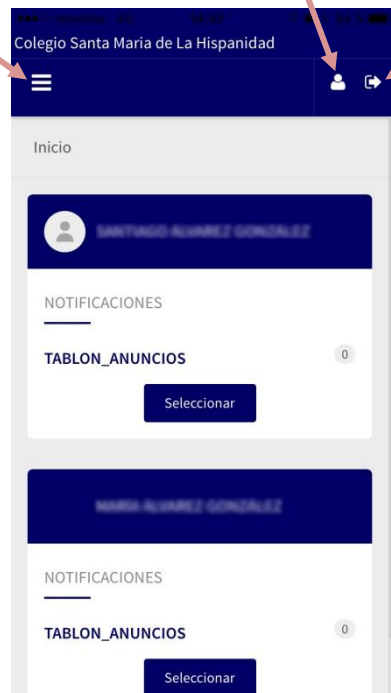 Colegio Santa Maria de La Hispanidad
Inicio
NOTIFICACIONES
TABLON_ANUNCIOS 0
Seleccionar
NOTIFICACIONES
TABLON_ANUNCIOS 0
Seleccionar